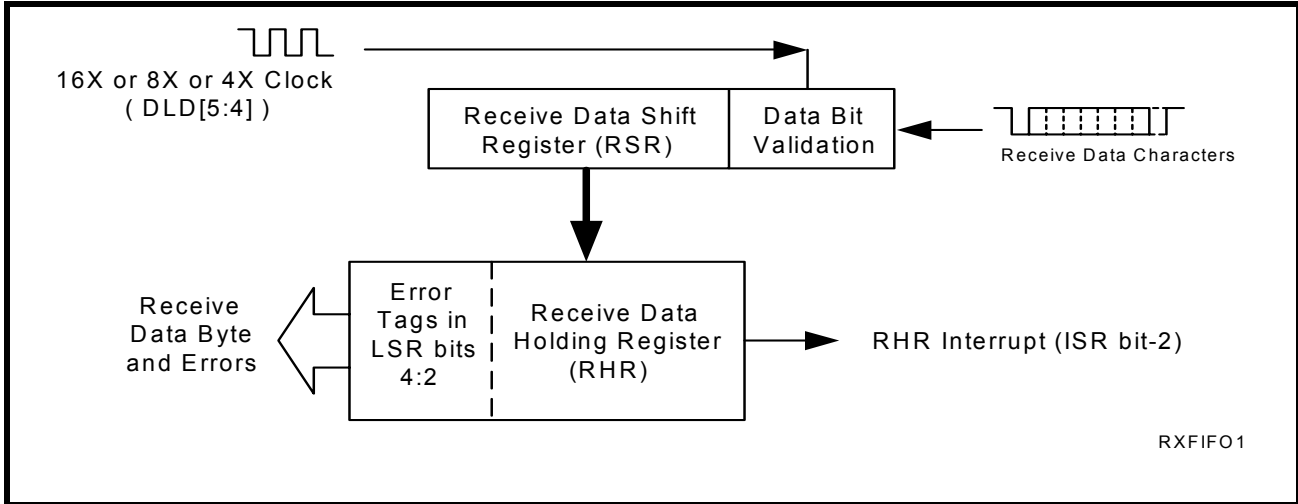 16X or 8X or 4X Clock
( DLD[5:4] )
Receive Data Shift
Register (RSR)
Data Bit
Validation
Receive Data Characters
Receive
Data Byte
and Errors
Error
Tags in
LSR bits
4:2
Receive Data
Holding Register
(RHR)
RHR Interrupt (ISR bit-2)
RXFIFO1